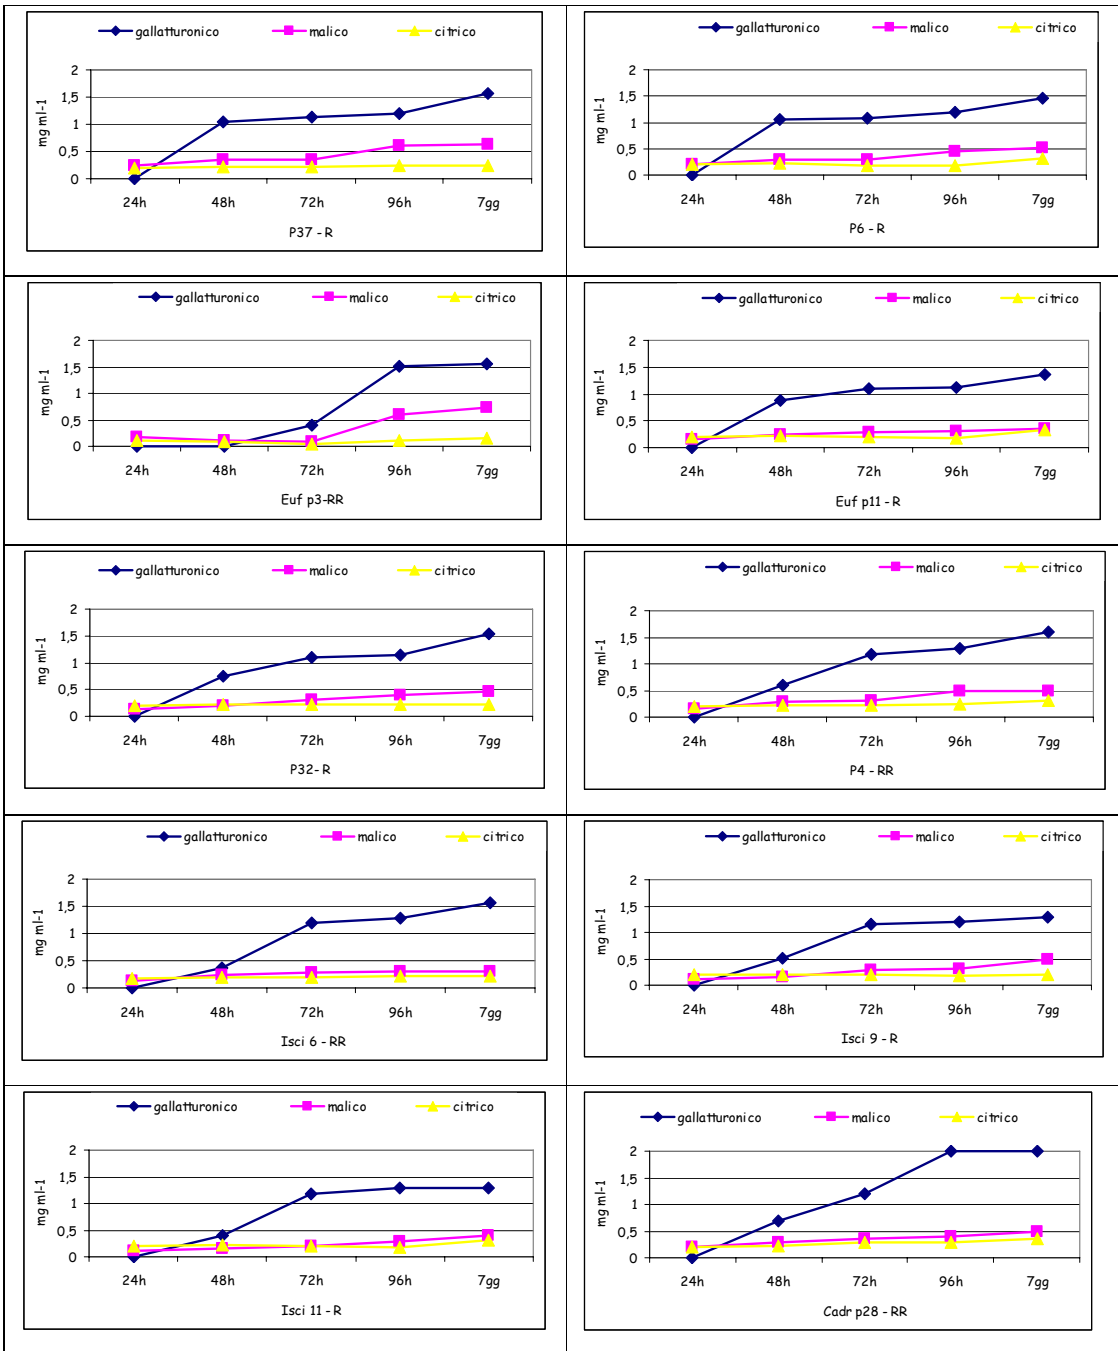 gallatturonico malico citrico
2
1,5
1
0,5
0
mg ml-1
24h 48h 72h 96h 7gg
P37 - R
gallatturonico malico citrico
2
1,5
1
0,5
0
mg ml-1
24h 48h 72h 96h 7gg
P6 - R
gallatturonico malico citrico
2
1,5
1
0,5
0
mg ml-1
24h 48h 72h 96h 7gg
Euf p3-RR
gallatturonico malico citrico
2
1,5
1
0,5
0
mg ml-1
24h 48h 72h 96h 7gg
Euf p11 - R
gallatturonico malico citrico
2
1,5
1
0,5
0
mg ml-1
24h 48h 72h 96h 7gg
P32- R
gallatturonico malico citrico
2
1,5
1
0,5
0
mg ml-1
24h 48h 72h 96h 7gg
P4 - RR
gallatturonico malico citrico
2
1,5
1
0,5
0
mg ml-1
24h 48h 72h 96h 7gg
Isci 6 - RR
gallatturonico malico citrico
2
1,5
1
0,5
0
mg ml-1
24h 48h 72h 96h 7gg
Isci 9 - R
gallatturonico malico citrico
2
1,5
1
0,5
0
mg ml-1
24h 48h 72h 96h 7gg
Isci 11 - R
gallatturonico malico citrico
2
1,5
1
0,5
0
mg ml-1
24h 48h 72h 96h 7gg
Cadr p28 - RR